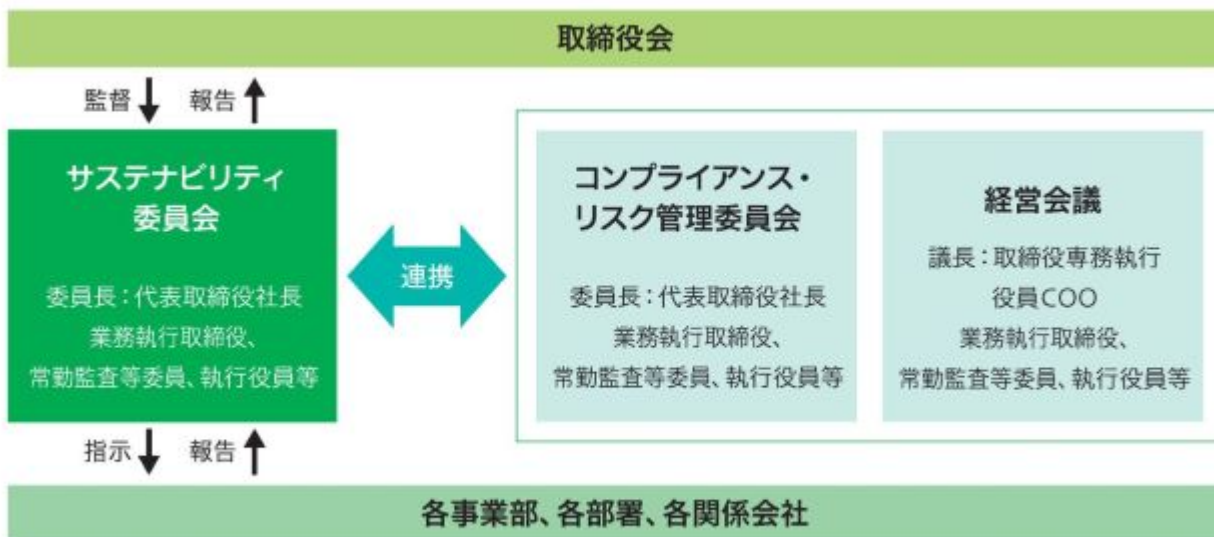 取締役会
監督 報告
サステナビリティ
委員会
委員長：代表取締役社長
業務執行取締役、
常勤監査等委員、執行役員等
連携
コンプライアンス・
リスク管理委員会
委員長：代表取締役社長
業務執行取締役、
常勤監査等委員、執行役員等
経営会議
議長：取締役専務執行
役員COO
業務執行取締役、
常勤監査等委員、執行役員等
指示 報告
各事業部、各部署、各関係会社